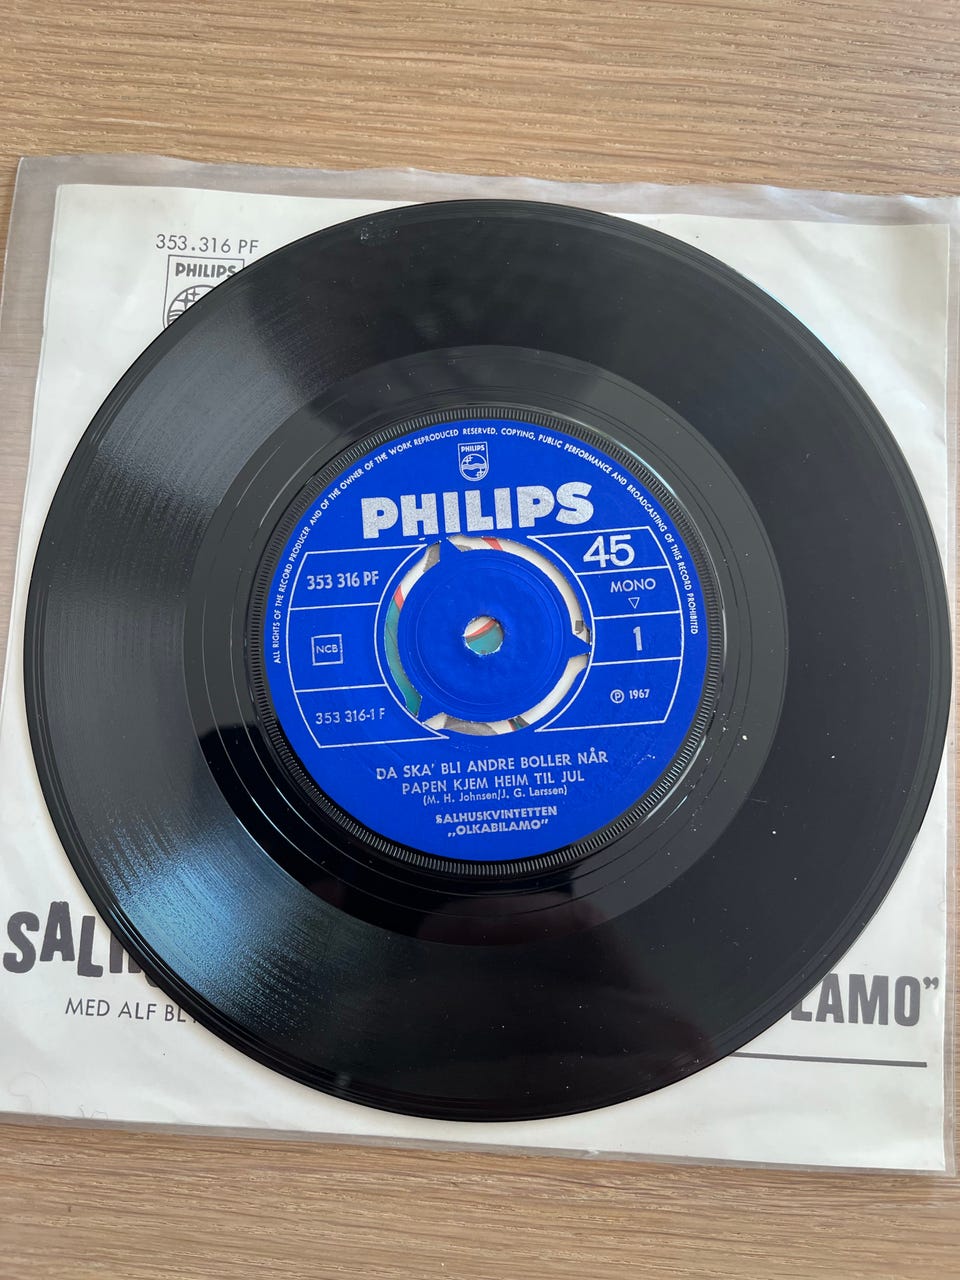 353.316 PF
PHILIPS
ALL RIGHTS OF THE RECORD PRODUCER AND OF THE OWNER OF THE WORK REPRODUCED RESERVED. COPYING, PUBLIC PERFORMANCE AND BROADCASTING OF THIS RECORD PROHIBITED
PHILIPS
PHILIPS
353 316 PF
45
MONO
NCB
1
353 316-1 F
Ⓟ 1967
DA SKA' BLI ANDRE BOLLER NÅR
PAPEN KJEM HEIM TIL JUL
(M. H. Johnsen/J. G. Larssen)
SALHUSKVINTETTEN
„OLKABILAMO"
SALH
LAMO"
MED ALF